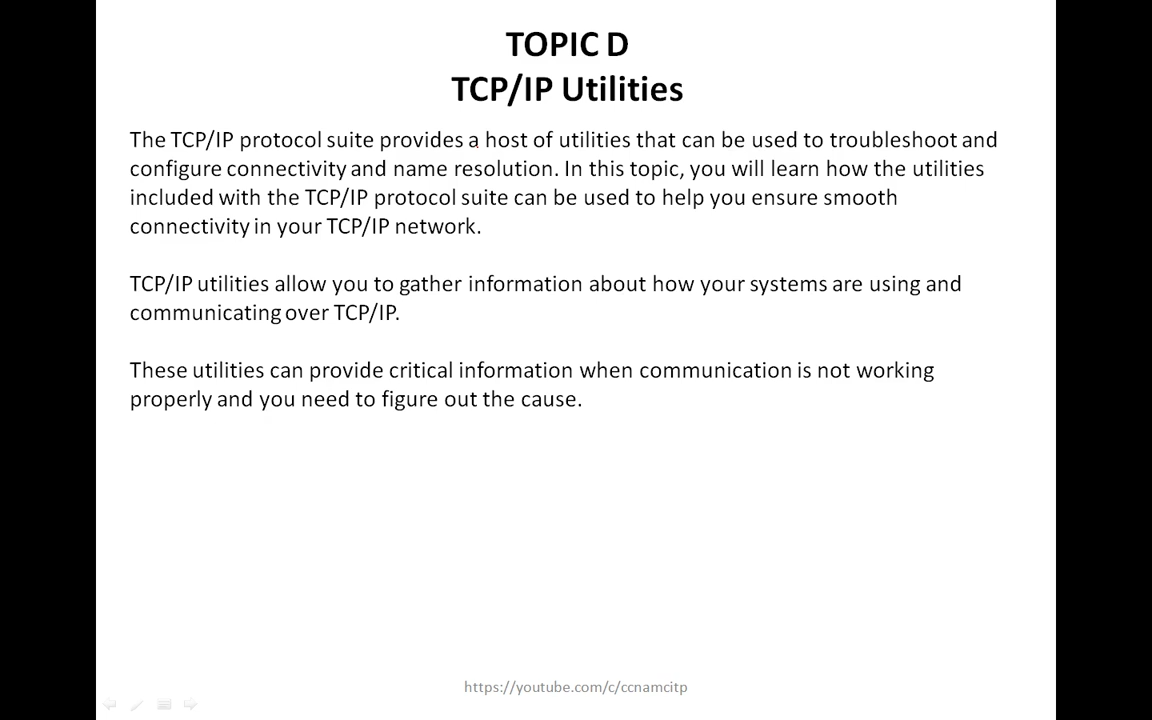 TOPIC D
TCP/IP Utilities
The TCP/IP protocol suite provides a host of utilities that can be used to troubleshoot and
configure connectivity and name resolution. In this topic, you will learn how the utilities
included with the TCP/IP protocol suite can be used to help you ensure smooth
connectivity in your TCP/IP network.
TCP/IP utilities allow you to gather information about how your systems are using and
communicating over TCP/IP.
These utilities can provide critical information when communication is not working
properly and you need to figure out the cause.
https://youtube.com/c/ccnamcitp